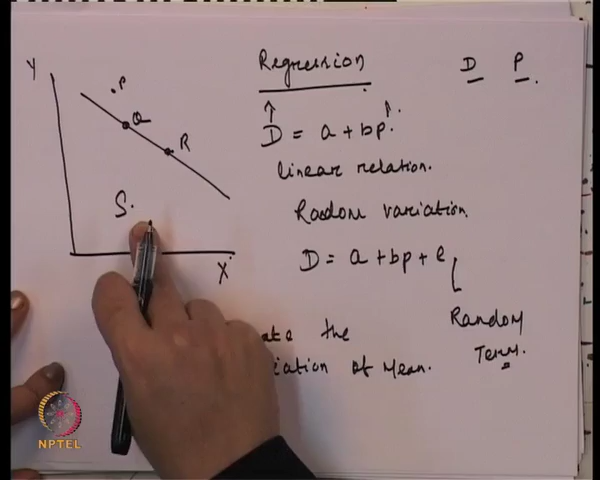 Regression
D P.
Y
P
Q
R
S.
X
D = a + bp.
linear relation.
Random variation.
D = a + bp + e
Random
Term.
the
of Mean.
NPTEL